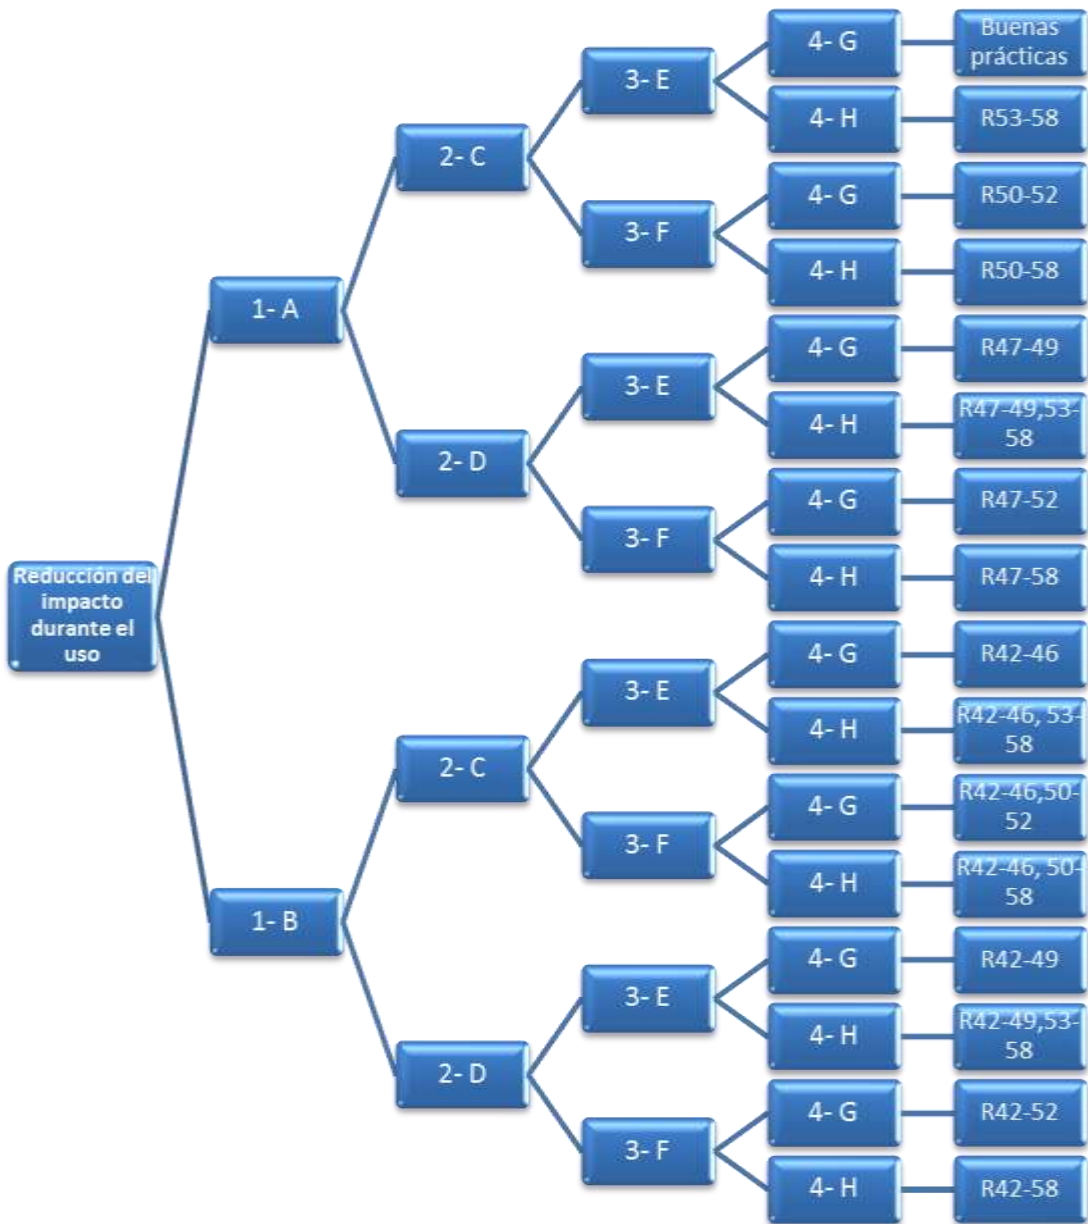 Reducción del
impacto
durante el
uso
1- A
1- B
2- C
2- D
2- C
2- D
3- E
3- F
3- E
3- F
3- E
3- F
3- E
3- F
4- G
Buenas
prácticas
4- H
R53-58
4- G
R50-52
4- H
R50-58
4- G
R47-49
4- H
R47-49,53-
58
4- G
R47-52
4- H
R47-58
4- G
R42-46
4- H
R42-46, 53-
58
4- G
R42-46,50-
52
4- H
R42-46, 50-
58
4- G
R42-49
4- H
R42-49,53-
58
4- G
R42-52
4- H
R42-58